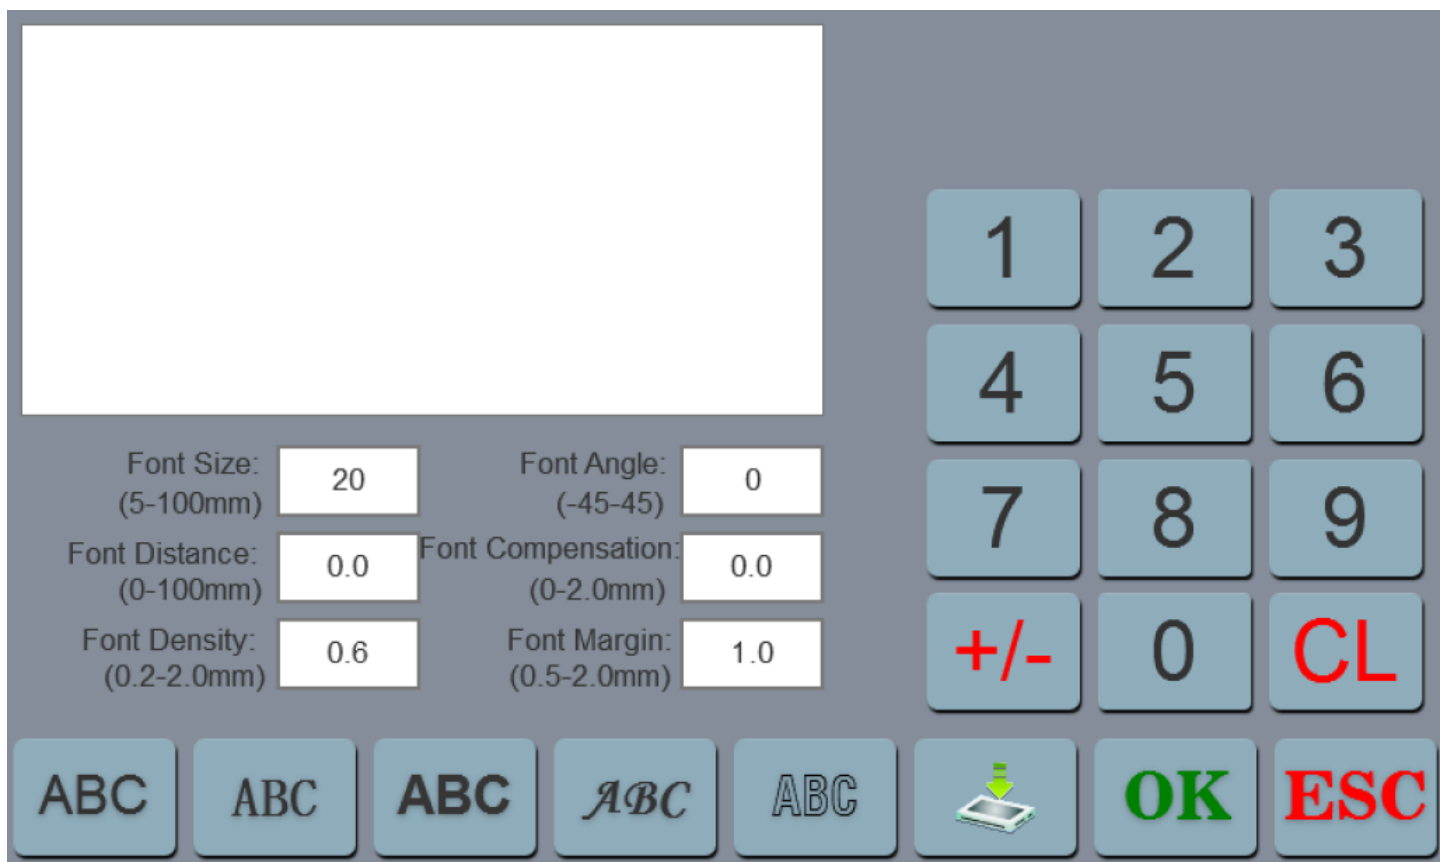 1 2 3
4 5 6
Font Size: 20 Font Angle: 0
(5-100mm) (-45-45)
7 8 9
Font Distance: 0.0 Font Compensation: 0.0
(0-100mm) (0-2.0mm)
Font Density: 0.6 Font Margin: 1.0
(0.2-2.0mm) (0.5-2.0mm)
+/- 0 CL
ABC ABC ABC ABC ABC OK ESC